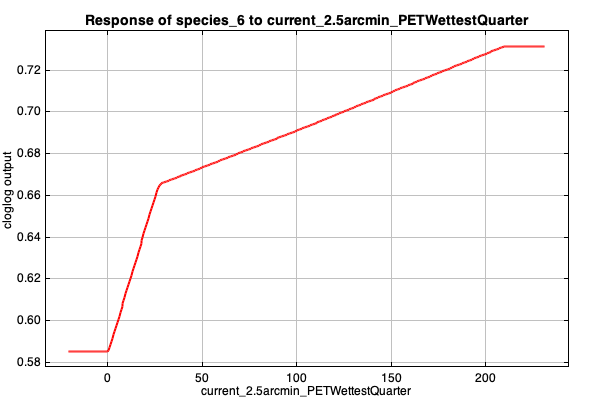 Response of species_6 to current_2.5arcmin_PETWettestQuarter
cloglog output
0.72
0.70
0.68
0.66
0.64
0.62
0.60
0.58
0 50 100 150 200
current_2.5arcmin_PETWettestQuarter